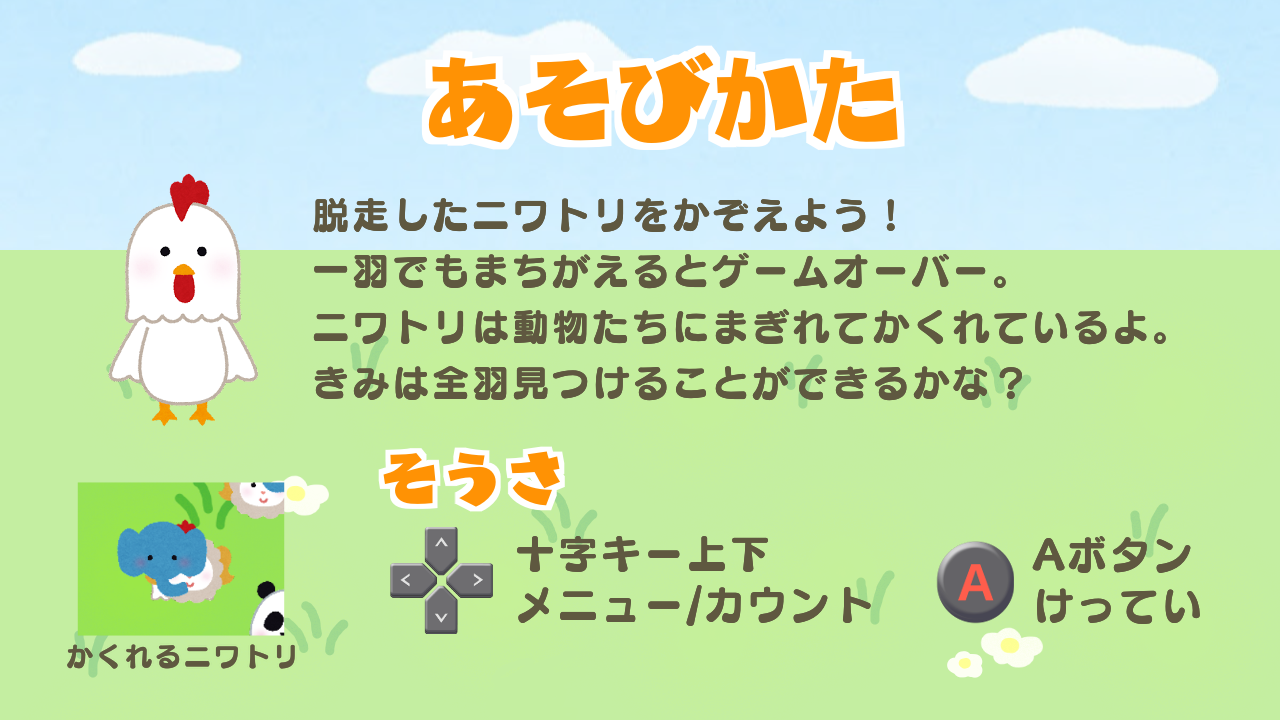 あそびかた
脱走したニワトリをかぞえよう！
一羽でもまちがえるとゲームオーバー。
ニワトリは動物たちにまぎれてかくれているよ。
きみは全羽見つけることができるかな？
そうさ
十字キー上下
メニュー/カウント
A
Aボタン
けってい
かくれるニワトリ